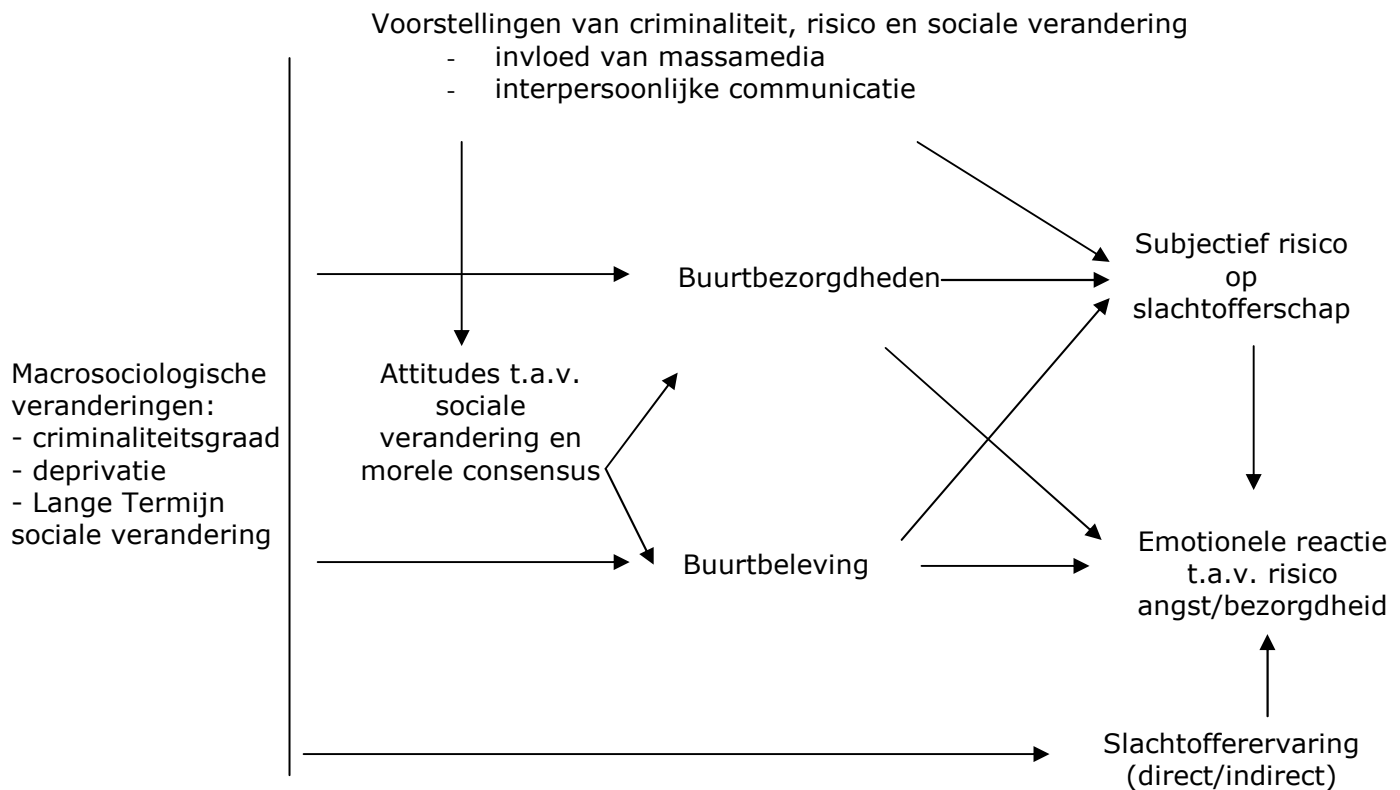 Voorstellingen van criminaliteit, risico en sociale verandering
- invloed van massamedia
- interpersoonlijke communicatie
Subjectief risico
op
slachtofferschap
Buurtbezorgdheden
Macrosociologische
veranderingen:
- criminaliteitsgraad
- deprivatie
- Lange Termijn
sociale verandering
Attitudes t.a.v.
sociale
verandering en
morele consensus
Buurtbeleving
Emotionele reactie
t.a.v. risico
angst/bezorgdheid
Slachtofferervaring
(direct/indirect)